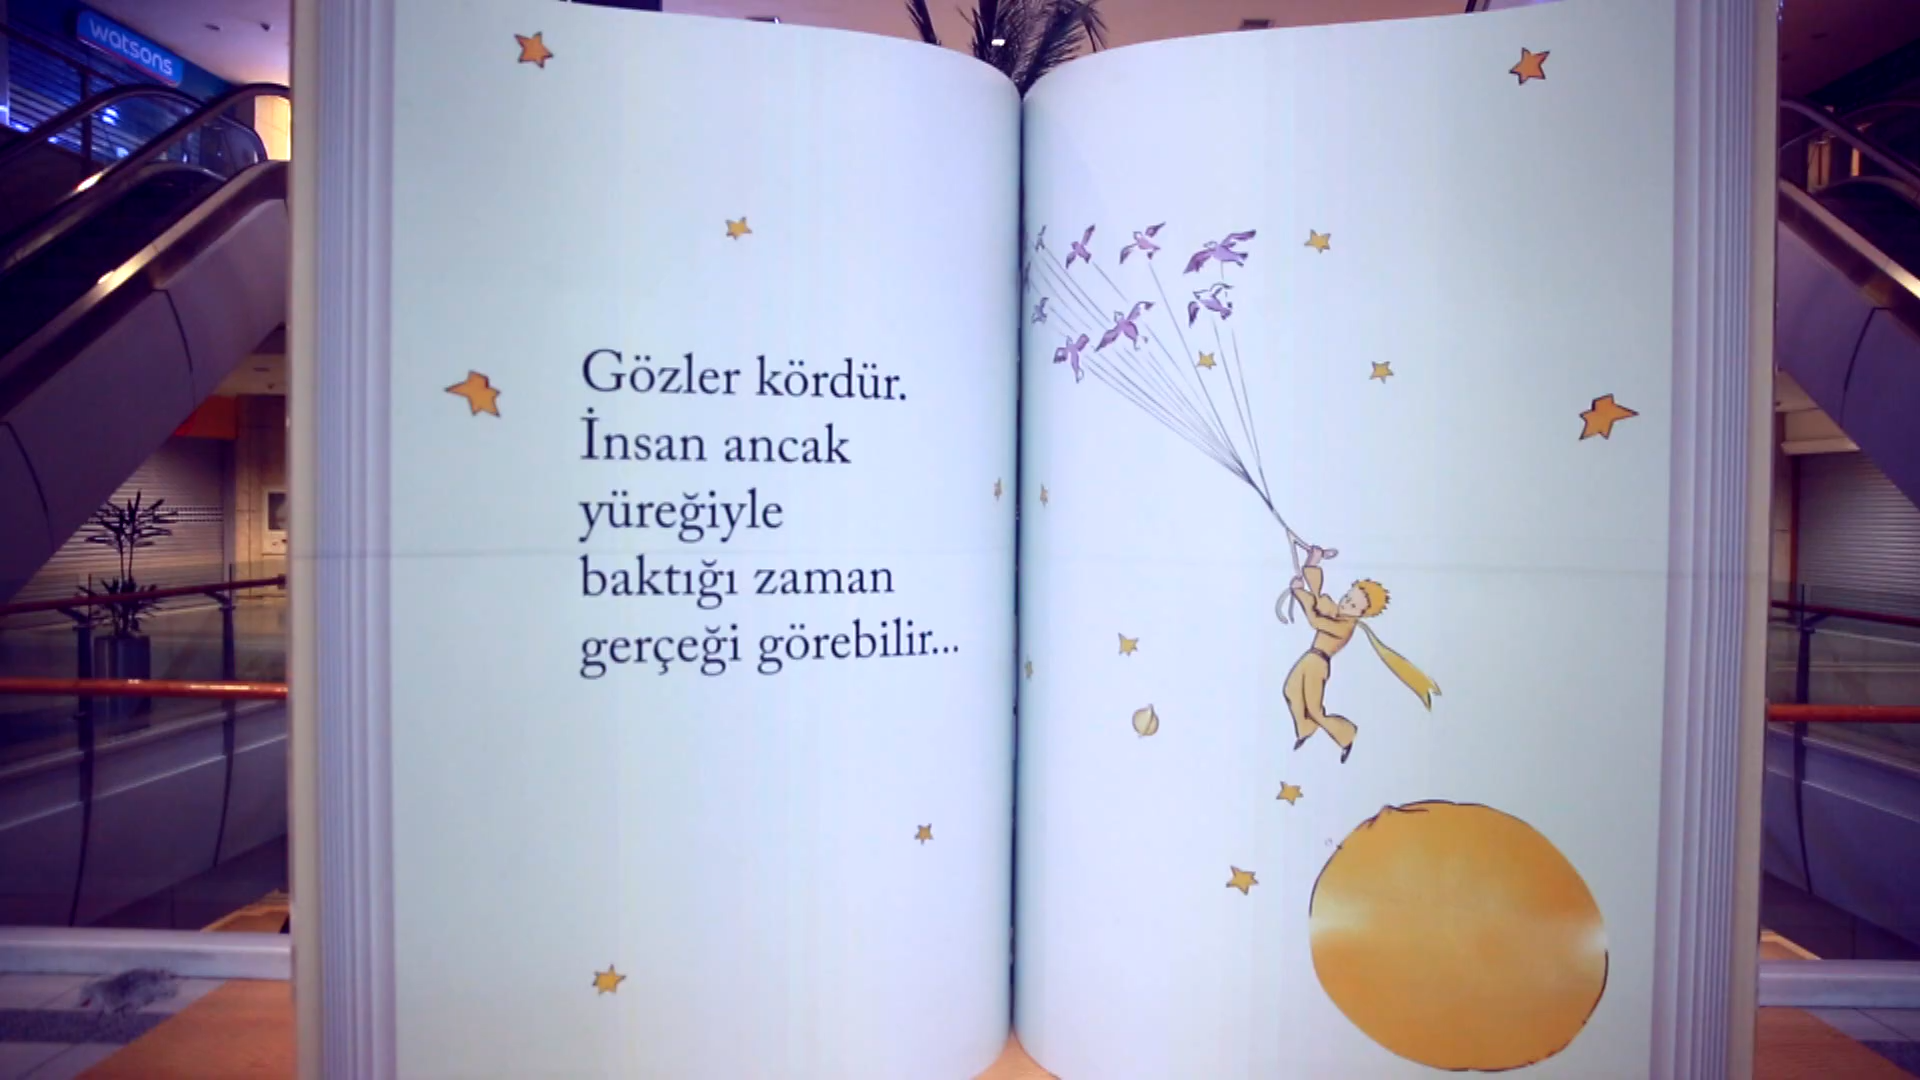 watsons
Gözler kördür.
İnsan ancak
yüreğiyle
baktığı zaman
gerçeği görebilir...